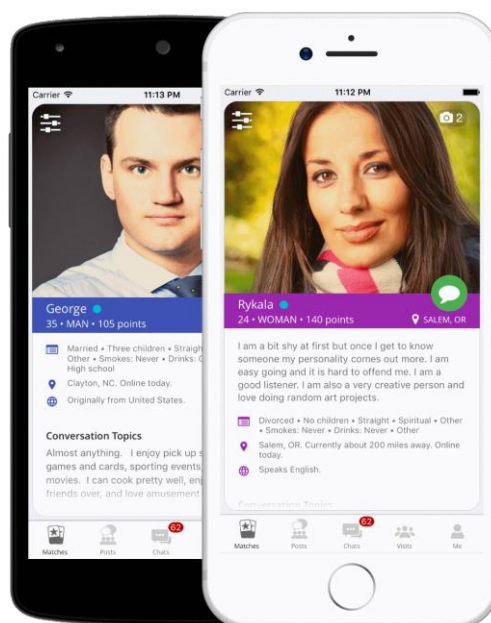 Carrier
11:13 PM
George
35 • MAN • 105 points
Married • Three children • Straigh
Other • Smokes: Never • Drinks:
High school
Clayton, NC. Online today.
Originally from United States.
Conversation Topics
Almost anything. I enjoy pick up
games and cards, sporting events,
movies. I can cook pretty well, enj
friends over, and love amusement
62
Matches
Posts
Chats
Carrier
11:12 PM
2
Rykala
24 • WOMAN • 140 points
SALEM, OR
I am a bit shy at first but once I get to know
someone my personality comes out more. I am
easy going and it is hard to offend me. I am a
good listener. I am also a very creative person and
love doing random art projects.
Divorced • No children • Straight • Spiritual • Other
• Smokes: Never • Drinks: Never • Other
Salem, OR. Currently about 200 miles away. Online
today.
Speaks English.
Conversation Topics
62
Matches
Posts
Chats
Visits
Me